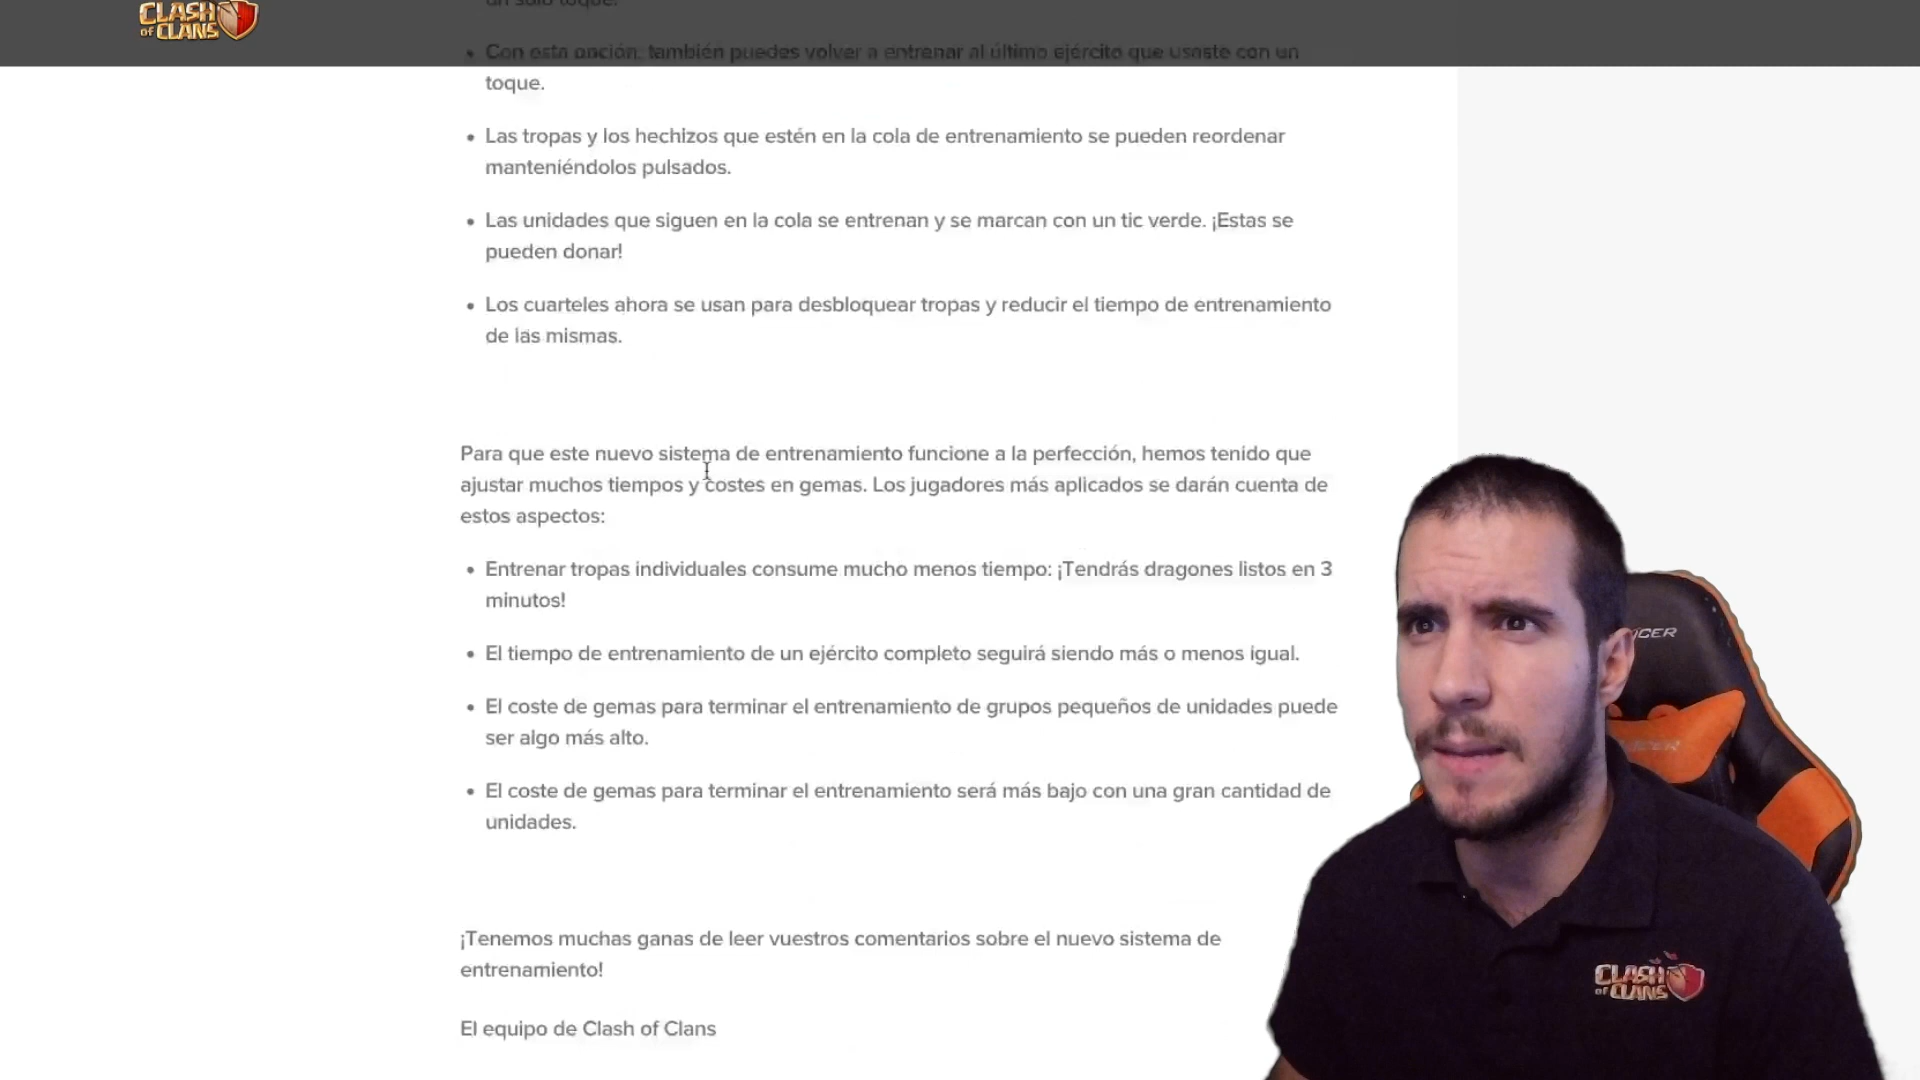 CLASH
OF CLANS
un solo toque.
Con esta opción, también puedes volver a entrenar al último ejército que usaste con un
toque.
Las tropas y los hechizos que estén en la cola de entrenamiento se pueden reordenar
manteniéndolos pulsados.
Las unidades que siguen en la cola se entrenan y se marcan con un tic verde. ¡Estas se
pueden donar!
Los cuarteles ahora se usan para desbloquear tropas y reducir el tiempo de entrenamiento
de las mismas.
Para que este nuevo sistema de entrenamiento funcione a la perfección, hemos tenido que
ajustar muchos tiempos y costes en gemas. Los jugadores más aplicados se darán cuenta de
estos aspectos:
Entrenar tropas individuales consume mucho menos tiempo: ¡Tendrás dragones listos en 3
minutos!
El tiempo de entrenamiento de un ejército completo seguirá siendo más o menos igual.
El coste de gemas para terminar el entrenamiento de grupos pequeños de unidades puede
ser algo más alto.
El coste de gemas para terminar el entrenamiento será más bajo con una gran cantidad de
unidades.
¡Tenemos muchas ganas de leer vuestros comentarios sobre el nuevo sistema de
entrenamiento!
El equipo de Clash of Clans
CLASH
OF CLANS